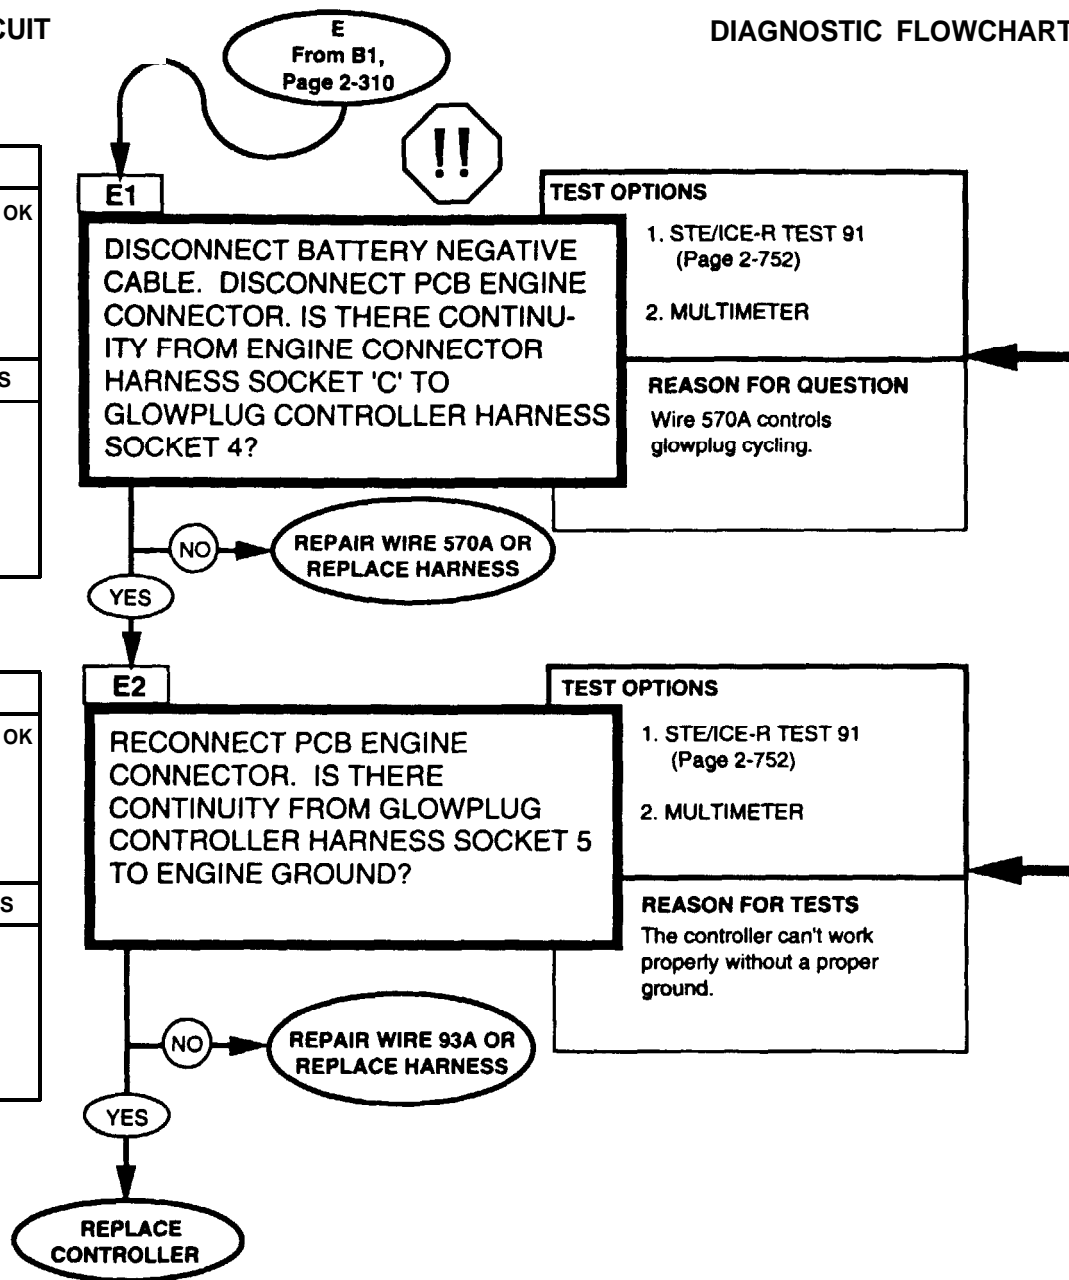 CUIT
DIAGNOSTIC FLOWCHART
E
From B1,
Page 2-310
!!
OK
S
E1
DISCONNECT BATTERY NEGATIVE
CABLE. DISCONNECT PCB ENGINE
CONNECTOR. IS THERE CONTINU-
ITY FROM ENGINE CONNECTOR
HARNESS SOCKET 'C' TO
GLOWPLUG CONTROLLER HARNESS
SOCKET 4?
TEST OPTIONS
1. STE/ICE-R TEST 91
(Page 2-752)
2. MULTIMETER
REASON FOR QUESTION
Wire 570A controls
glowplug cycling.
NO
REPAIR WIRE 570A OR
REPLACE HARNESS
YES
OK
S
E2
RECONNECT PCB ENGINE
CONNECTOR. IS THERE
CONTINUITY FROM GLOWPLUG
CONTROLLER HARNESS SOCKET 5
TO ENGINE GROUND?
TEST OPTIONS
1. STE/ICE-R TEST 91
(Page 2-752)
2. MULTIMETER
REASON FOR TESTS
The controller can't work
properly without a proper
ground.
NO
REPAIR WIRE 93A OR
REPLACE HARNESS
YES
REPLACE
CONTROLLER